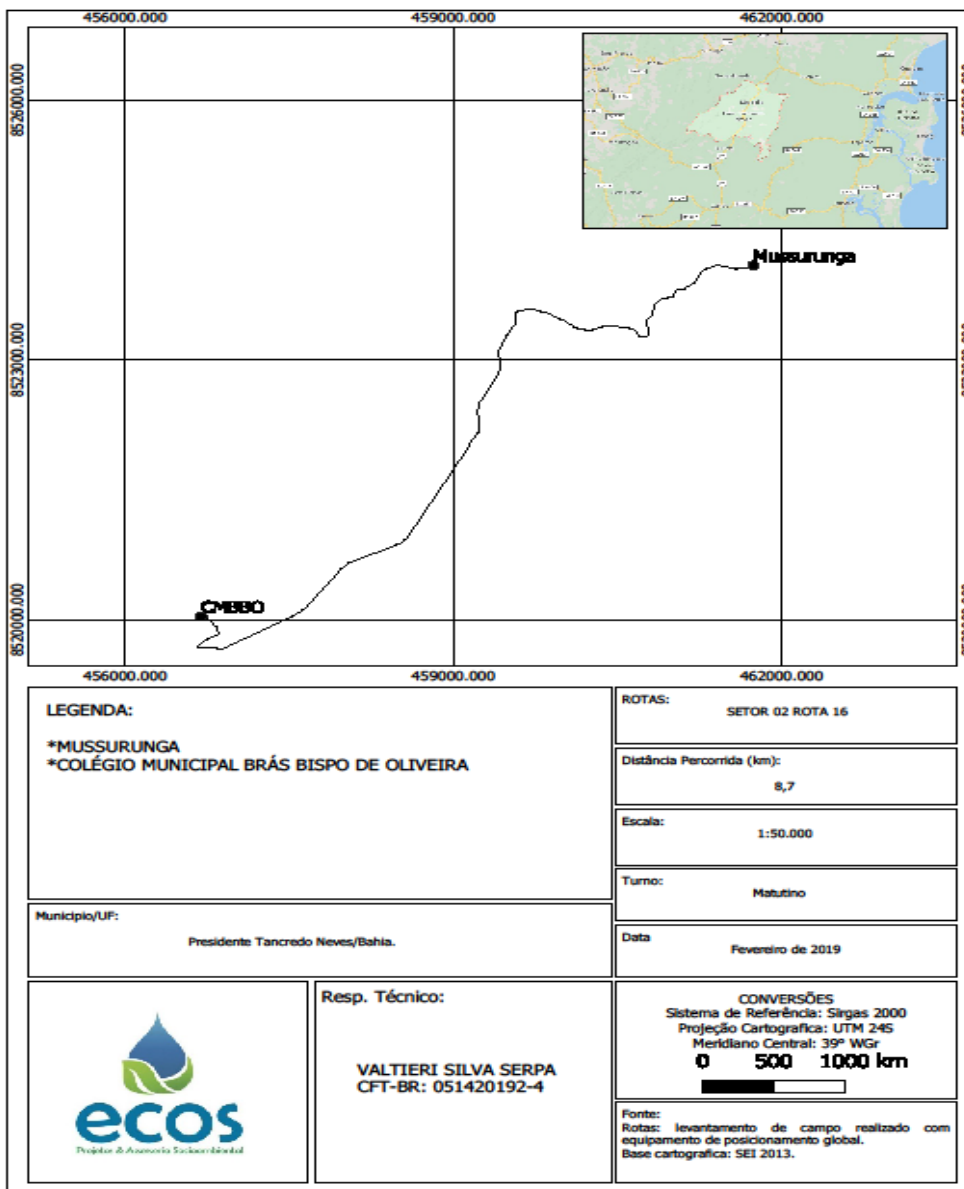 456000.000 459000.000 462000.000
8526000.000
8523000.000
8520000.000
Mussurunga
CMBBO
456000.000 459000.000 462000.000
LEGENDA:
*MUSSURUNGA
*COLÉGIO MUNICIPAL BRÁS BISPO DE OLIVEIRA
ROTAS:
SETOR 02 ROTA 16
Distância Percorrida (km):
8,7
Escala:
1:50.000
Turno:
Matutino
Município/UF:
Presidente Tancredo Neves/Bahia.
Data
Fevereiro de 2019
ecos
Projetos & Assessoria Socioambiental
Resp. Técnico:
VALTIERI SILVA SERPA
CFT-BR: 051420192-4
CONVERSÕES
Sistema de Referência: Sirgas 2000
Projeção Cartografica: UTM 24S
Meridiano Central: 39º WGr
0 500 1000 km
Fonte:
Rotas: levantamento de campo realizado com
equipamento de posicionamento global.
Base cartografica: SEI 2013.